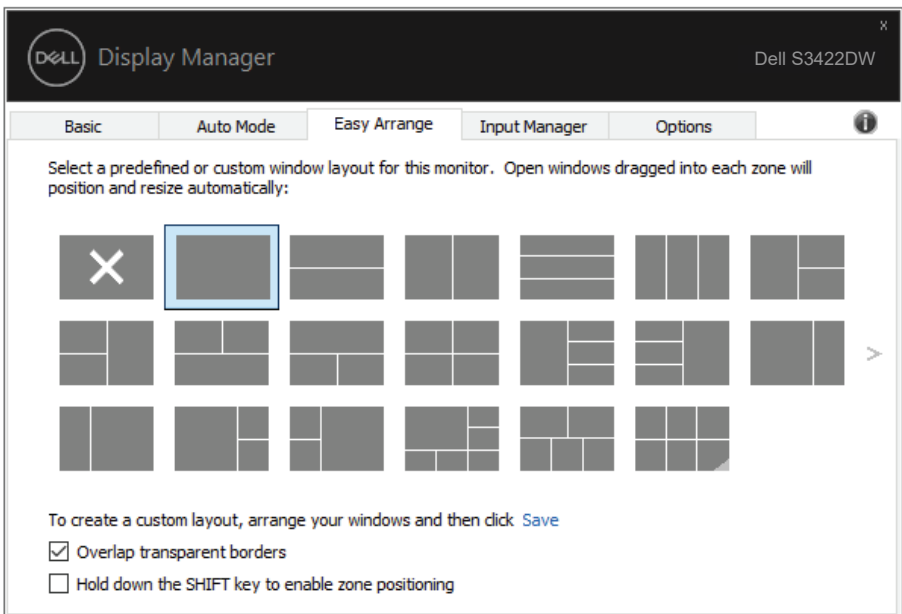 DELL Display Manager
x
Dell S3422DW
Basic Auto Mode Easy Arrange Input Manager Options
Select a predefined or custom window layout for this monitor. Open windows dragged into each zone will
position and resize automatically:
>
To create a custom layout, arrange your windows and then click Save
Overlap transparent borders
Hold down the SHIFT key to enable zone positioning